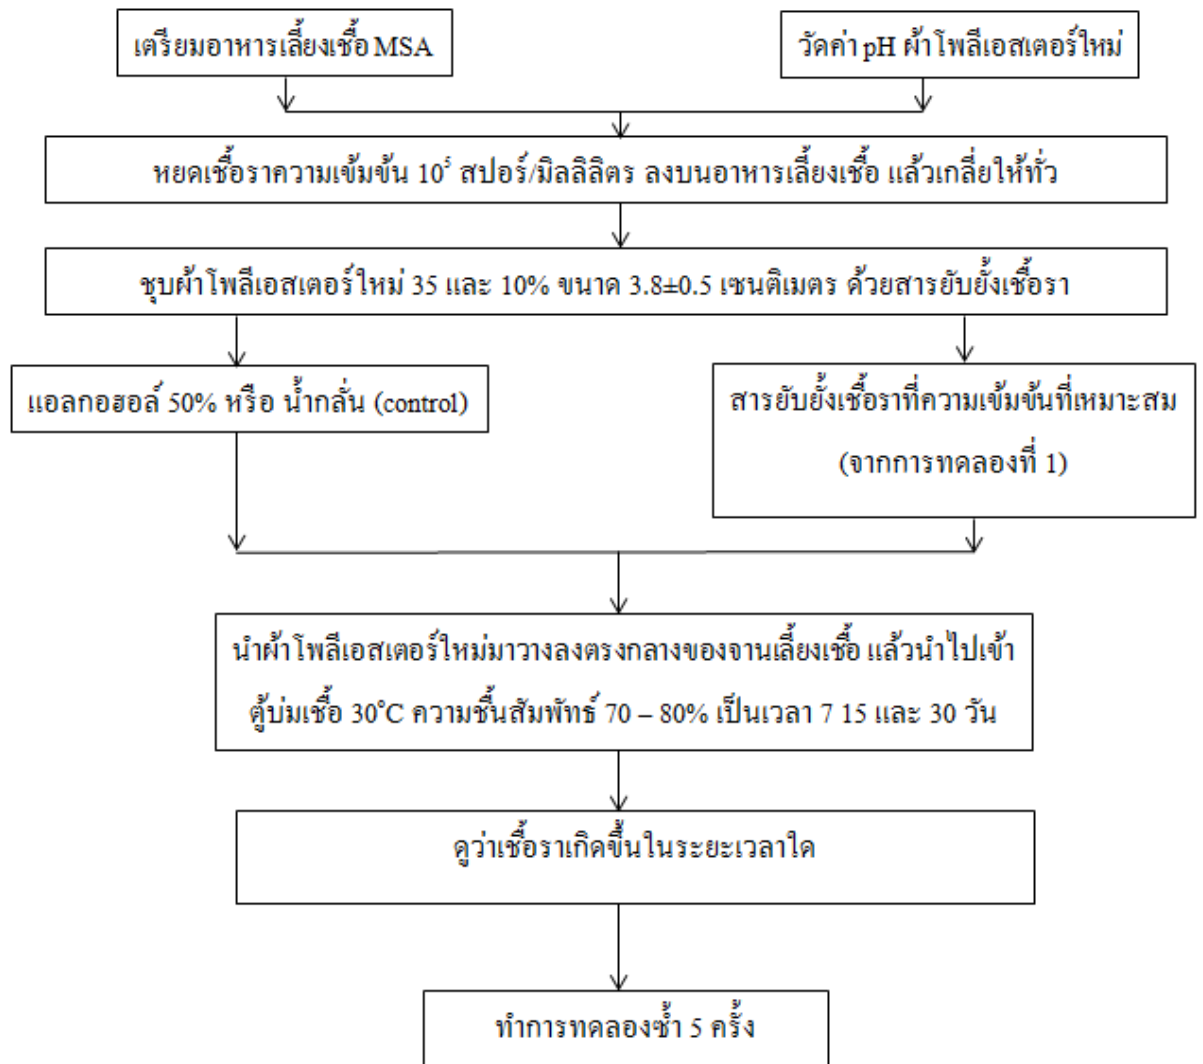 เตรียมอาหารเลี้ยงเชื้อ MSA
วัดค่า pH ผ้าโพลีเอสเตอร์ใหม่
หยดเชื้อราความเข้มข้น 10⁵ สปอร์/มิลลิลิตร ลงบนอาหารเลี้ยงเชื้อ แล้วเกลี่ยให้ทั่ว
ชุบผ้าโพลีเอสเตอร์ใหม่ 35 และ 10% ขนาด 3.8±0.5 เซนติเมตร ด้วยสารยับยั้งเชื้อรา
แอลกอฮอล์ 50% หรือ น้ำกลั่น (control)
สารยับยั้งเชื้อราที่ความเข้มข้นที่เหมาะสม
(จากการทดลองที่ 1)
นำผ้าโพลีเอสเตอร์ใหม่มาวางลงตรงกลางของจานเลี้ยงเชื้อ แล้วนำไปเข้า
ตู้บ่มเชื้อ 30°C ความชื้นสัมพัทธ์ 70 – 80% เป็นเวลา 7 15 และ 30 วัน
ดูว่าเชื้อราเกิดขึ้นในระยะเวลาใด
ทำการทดลองซ้ำ 5 ครั้ง